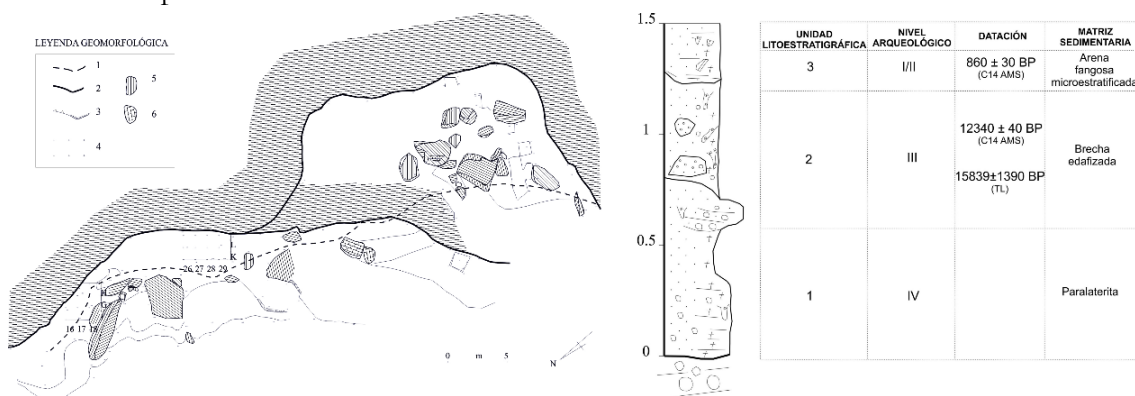 LEYENDA GEOMORFOLÓGICA
1
2
3
4
5
6
K
26 27 28 29
16 17 18
0 m 5
N
1.5
1
0.5
0
UNIDAD LITOESTRATIGRÁFICA
NIVEL ARQUEOLÓGICO
DATACIÓN
MATRIZ SEDIMENTARIA
3
I/II
860 ± 30 BP
(C14 AMS)
Arena
fangosa
microestratificada
2
III
12340 ± 40 BP
(C14 AMS)
15839±1390 BP
(TL)
Brecha
edafizada
1
IV
Paralaterita